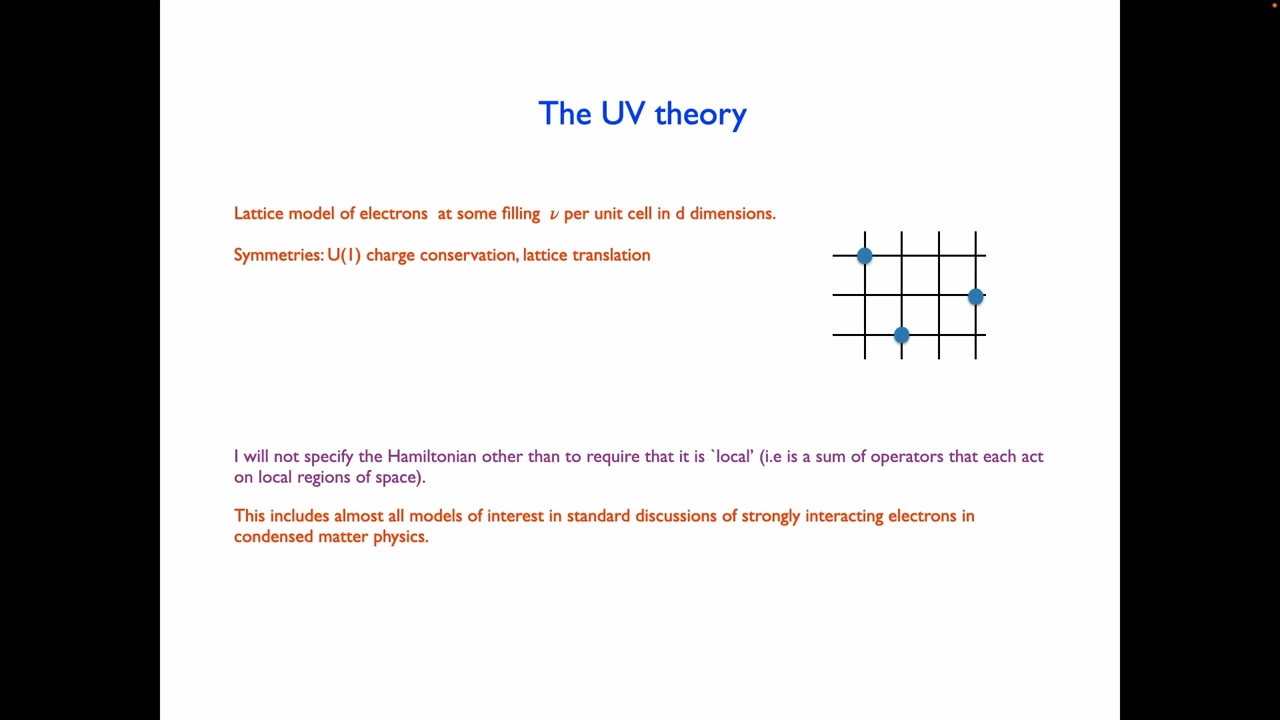 The UV theory
Lattice model of electrons at some filling ν per unit cell in d dimensions.
Symmetries: U(1) charge conservation, lattice translation
I will not specify the Hamiltonian other than to require that it is `local’ (i.e is a sum of operators that each act
on local regions of space).
This includes almost all models of interest in standard discussions of strongly interacting electrons in
condensed matter physics.